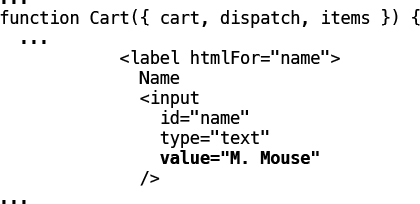 ...
function Cart({ cart, dispatch, items }) {
...
<label htmlFor="name">
Name
<input
id="name"
type="text"
value="M. Mouse"
/>
...